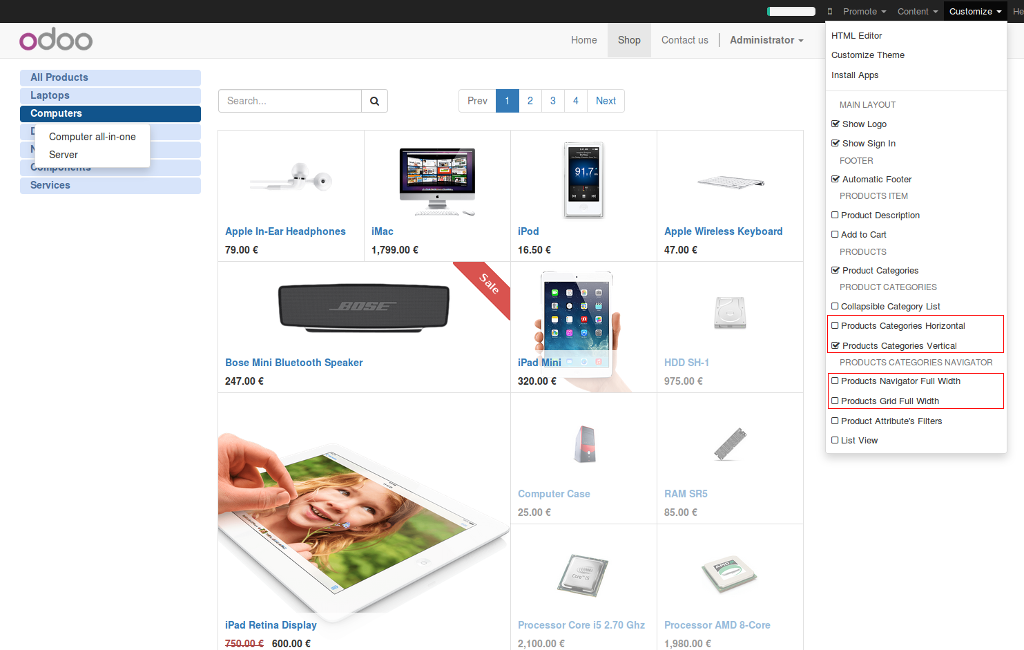 Promote Content Customize He
odoo
Home Shop Contact us Administrator
HTML Editor
Customize Theme
Install Apps
MAIN LAYOUT
Show Logo
Show Sign In
FOOTER
Automatic Footer
PRODUCTS ITEM
Product Description
Add to Cart
PRODUCTS
Product Categories
PRODUCT CATEGORIES
Collapsible Category List
Products Categories Horizontal
Products Categories Vertical
PRODUCTS CATEGORIES NAVIGATOR
Products Navigator Full Width
Products Grid Full Width
Product Attribute's Filters
List View
All Products
Laptops
Computers
Computer all-in-one
Server
Components
Services
Search...
Prev 1 2 3 4 Next
91.7
Apple In-Ear Headphones
79.00 €
iMac
1,799.00 €
iPod
16.50 €
Apple Wireless Keyboard
47.00 €
BOSE
Sale
Bose Mini Bluetooth Speaker
247.00 €
iPad Mini
320.00 €
HDD SH-1
975.00 €
Computer Case
25.00 €
RAM SR5
85.00 €
iPad Retina Display
750.00 € 600.00 €
Processor Core i5 2.70 Ghz
2,100.00 €
Processor AMD 8-Core
1,980.00 €